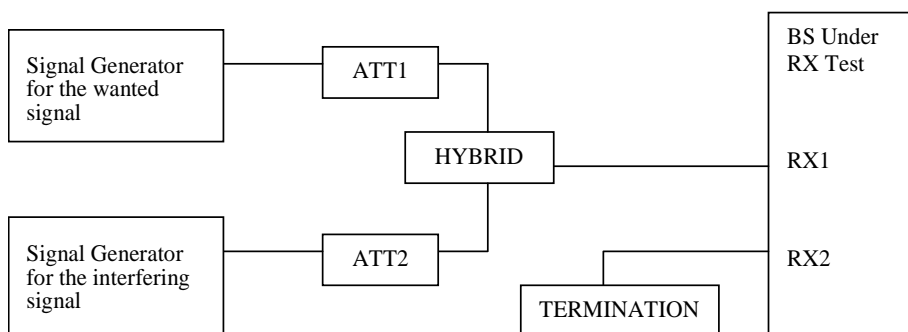 Signal Generator
for the wanted
signal
ATT1
BS Under
RX Test
HYBRID
RX1
Signal Generator
for the interfering
signal
ATT2
RX2
TERMINATION